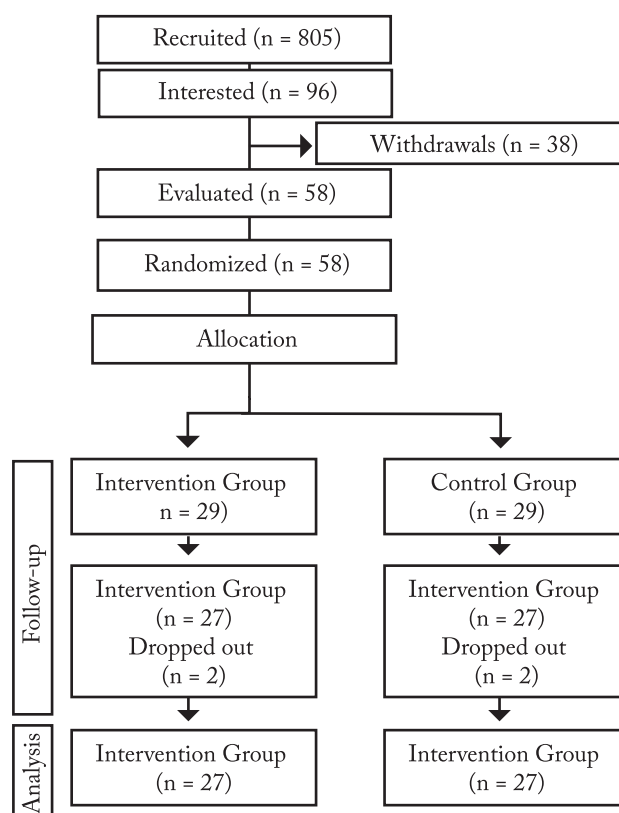 Recruited (n = 805)
Interested (n = 96)
Withdrawals (n = 38)
Evaluated (n = 58)
Randomized (n = 58)
Allocation
Follow-up
Intervention Group
n = 29)
Control Group
(n = 29)
Intervention Group
(n = 27)
Dropped out
(n = 2)
Intervention Group
(n = 27)
Dropped out
(n = 2)
Analysis
Intervention Group
(n = 27)
Intervention Group
(n = 27)